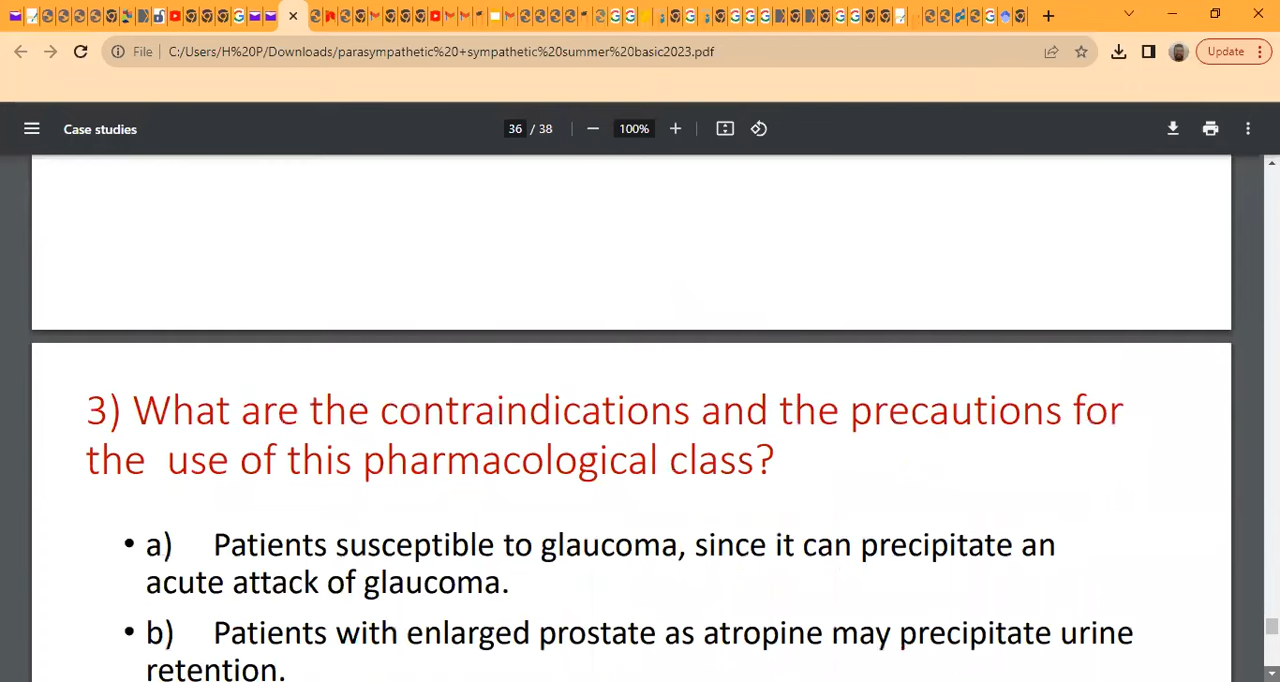 Update
File
C:/Users/H%20P/Downloads/parasympathetic%20+sympathetic%20summer%20basic2023.pdf
Case studies
36 / 38
100%
3) What are the contraindications and the precautions for
the use of this pharmacological class?
• a) Patients susceptible to glaucoma, since it can precipitate an
acute attack of glaucoma.
• b) Patients with enlarged prostate as atropine may precipitate urine
retention.